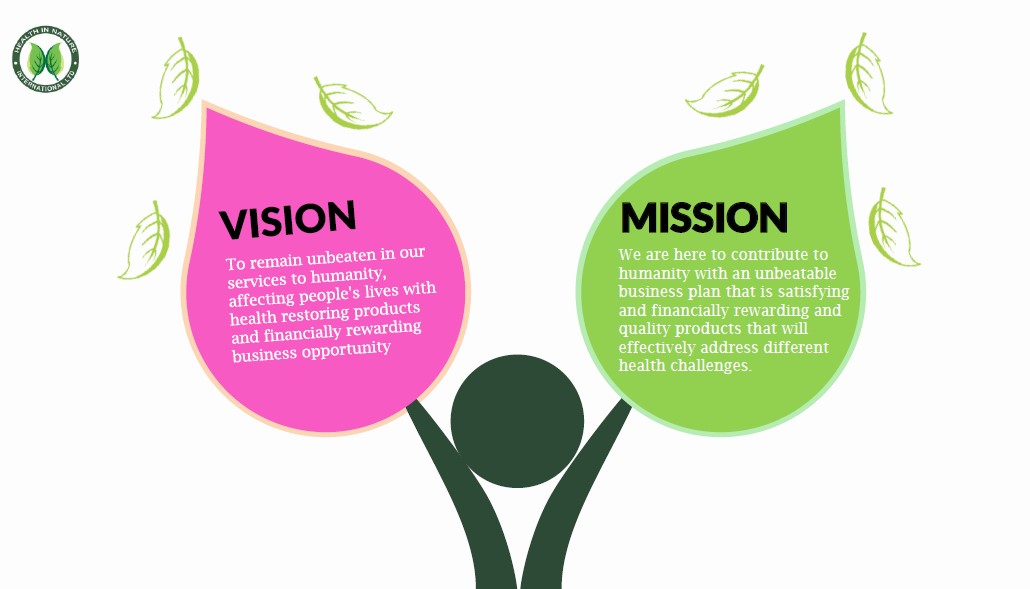 HEALTH IN NATURE
INTERNATIONAL LTD
VISION
To remain unbeaten in our
services to humanity,
affecting people's lives with
health restoring products
and financially rewarding
business opportunity
MISSION
We are here to contribute to
humanity with an unbeatable
business plan that is satisfying
and financially rewarding and
quality products that will
effectively address different
health challenges.